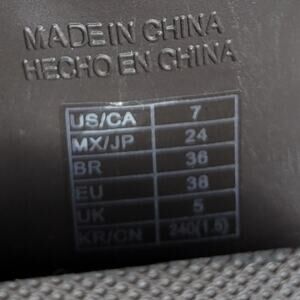 MADE IN CHINA
HECHO EN CHINA
US/CA 7
MX/JP 24
BR 36
EU 38
UK 5
KR/CN 240(1.5)